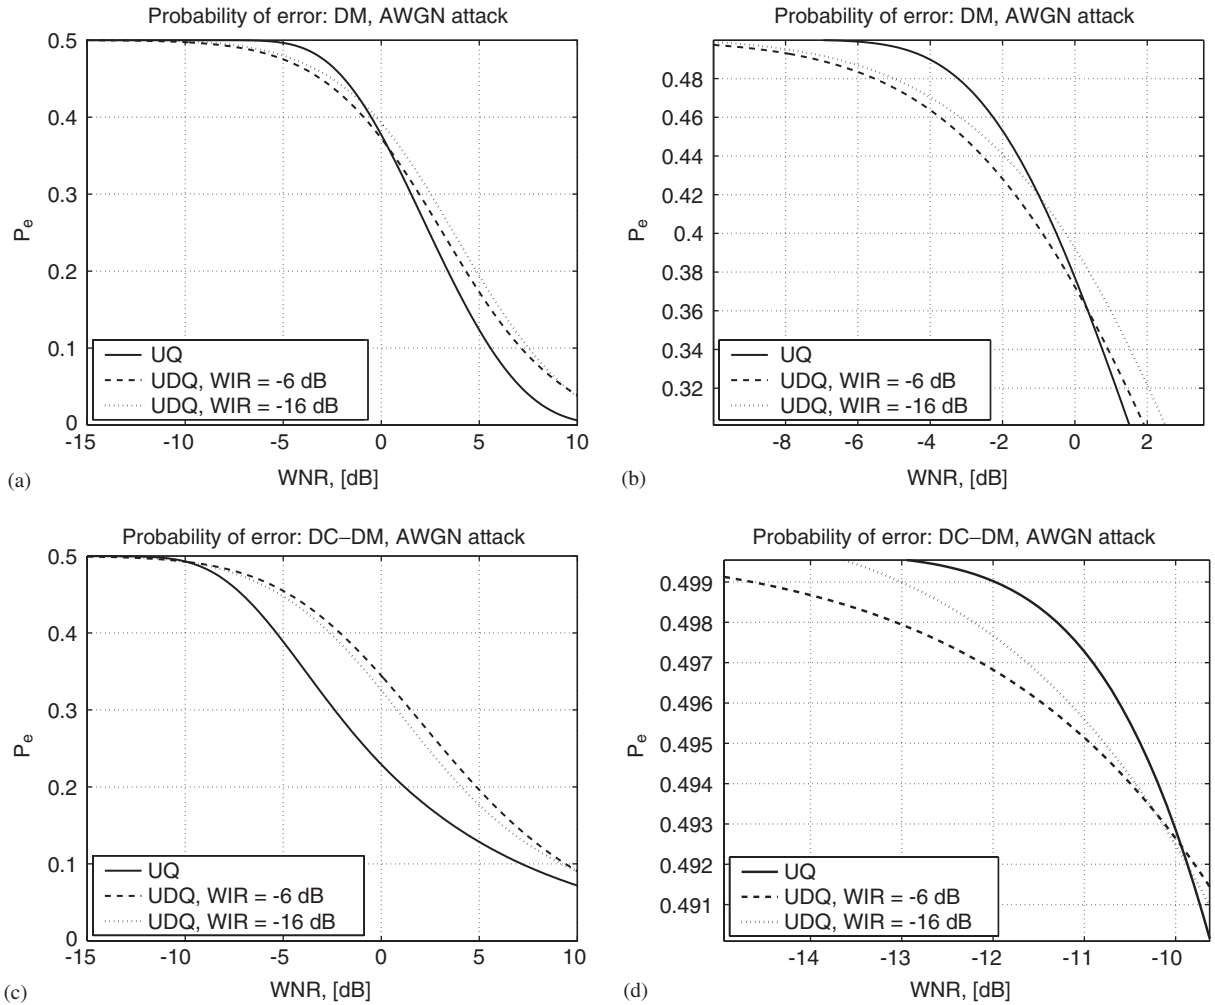 Probability of error: DM, AWGN attack
0.5
0.4
0.3
0.2
0.1
0
P_e
-15
-10
-5
0
5
10
WNR, [dB]
UQ
UDQ, WIR = -6 dB
UDQ, WIR = -16 dB
(a)
Probability of error: DM, AWGN attack
0.48
0.46
0.44
0.42
0.4
0.38
0.36
0.34
0.32
P_e
-8
-6
-4
-2
0
2
WNR, [dB]
UQ
UDQ, WIR = -6 dB
UDQ, WIR = -16 dB
(b)
Probability of error: DC–DM, AWGN attack
0.5
0.4
0.3
0.2
0.1
0
P_e
-15
-10
-5
0
5
10
WNR, [dB]
UQ
UDQ, WIR = -6 dB
UDQ, WIR = -16 dB
(c)
Probability of error: DC–DM, AWGN attack
0.499
0.498
0.497
0.496
0.495
0.494
0.493
0.492
0.491
P_e
-14
-13
-12
-11
-10
WNR, [dB]
UQ
UDQ, WIR = -6 dB
UDQ, WIR = -16 dB
(d)